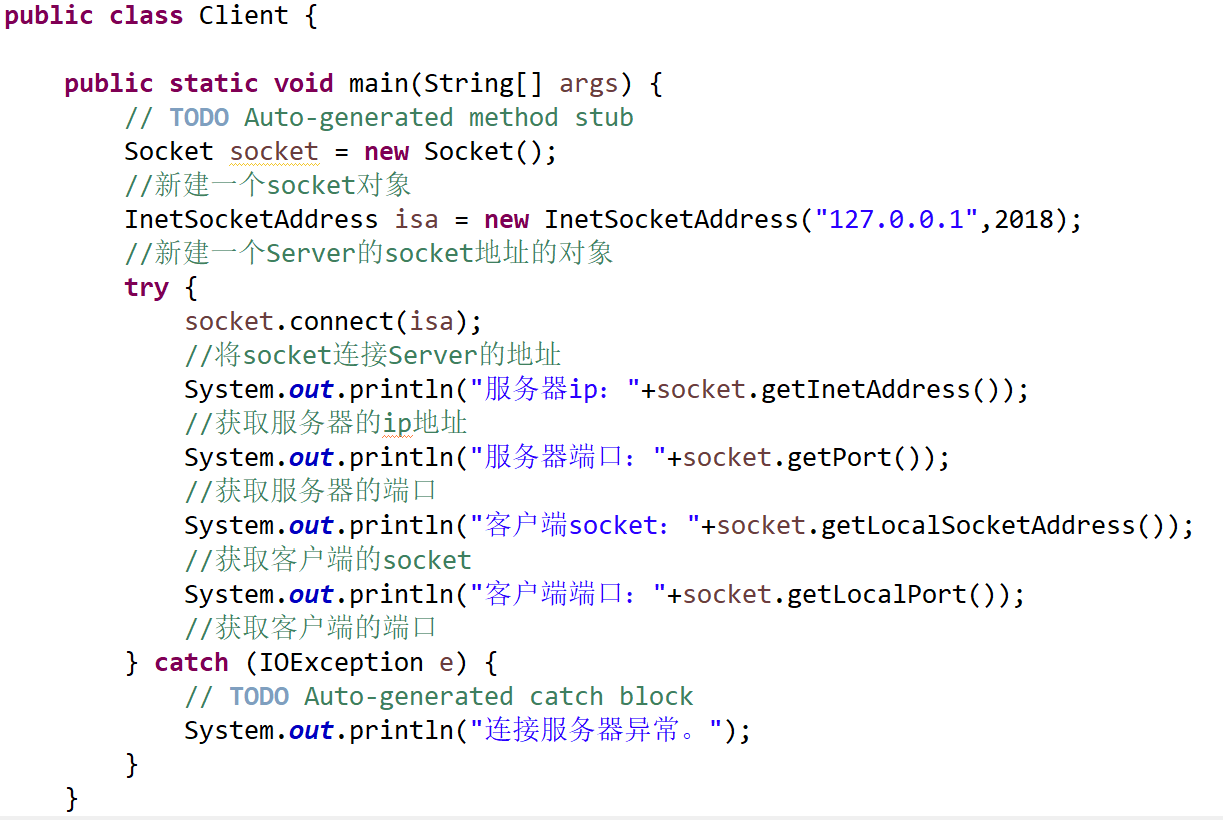 public class Client {
public static void main(String[] args) {
// TODO Auto-generated method stub
Socket socket = new Socket();
//新建一个socket对象
InetSocketAddress isa = new InetSocketAddress("127.0.0.1",2018);
//新建一个Server的socket地址的对象
try {
socket.connect(isa);
//将socket连接Server的地址
System.out.println("服务器ip："+socket.getInetAddress());
//获取服务器的ip地址
System.out.println("服务器端口："+socket.getPort());
//获取服务器的端口
System.out.println("客户端socket："+socket.getLocalSocketAddress());
//获取客户端的socket
System.out.println("客户端端口："+socket.getLocalPort());
//获取客户端的端口
} catch (IOException e) {
// TODO Auto-generated catch block
System.out.println("连接服务器异常。");
}
}